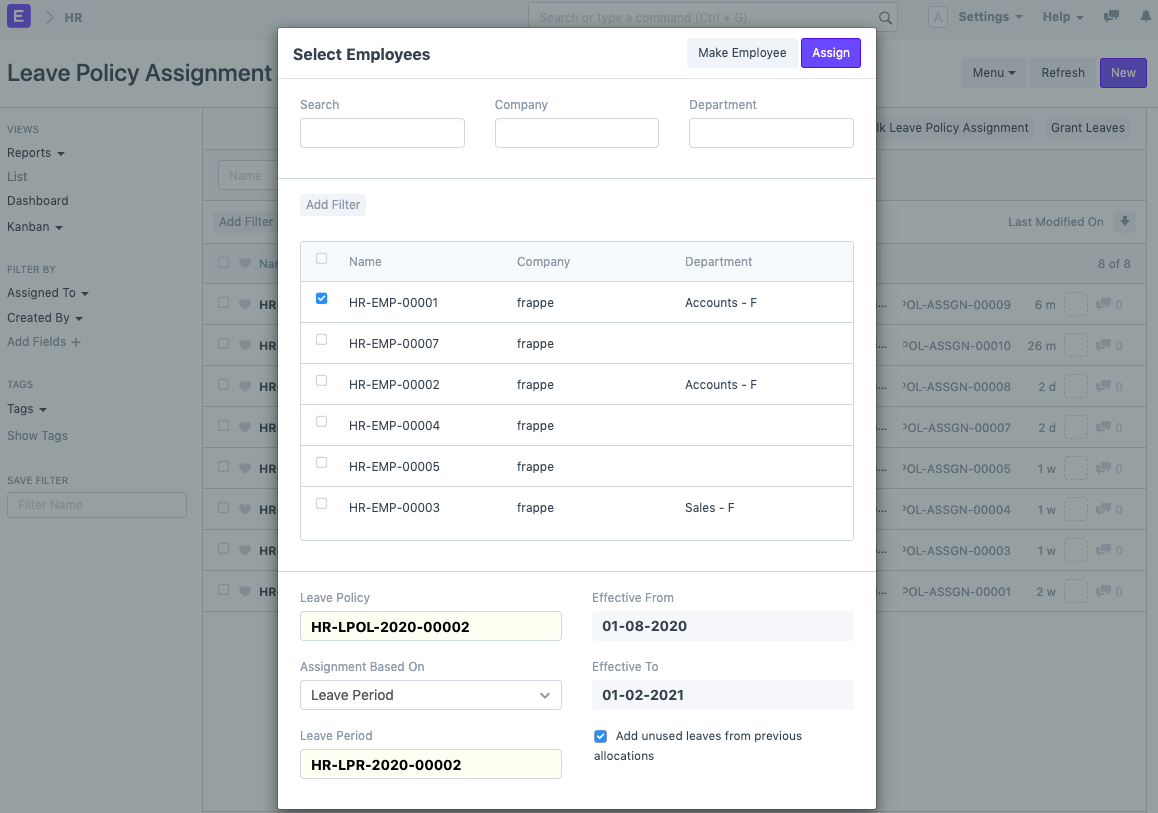 E
HR
Search or type a command (Ctrl + G)
A
Settings
Help
Leave Policy Assignment
Menu
Refresh
New
VIEWS
Reports
List
Dashboard
Kanban
FILTER BY
Assigned To
Created By
Add Fields +
TAGS
Tags
Show Tags
SAVE FILTER
Filter Name
lk Leave Policy Assignment
Grant Leaves
Name
Add Filter
Last Modified On
Nan
8 of 8
HR
... POL-ASSGN-00009 6 m 0
HR
... POL-ASSGN-00010 26 m 0
HR
... POL-ASSGN-00008 2 d 0
HR
... POL-ASSGN-00007 2 d 0
HR
... POL-ASSGN-00005 1 w 0
HR
... POL-ASSGN-00004 1 w 0
HR
... POL-ASSGN-00003 1 w 0
HR
... POL-ASSGN-00001 2 w 0
Select Employees
Make Employee
Assign
Search
Company
Department
Add Filter
Name Company Department
HR-EMP-00001 frappe Accounts - F
HR-EMP-00007 frappe
HR-EMP-00002 frappe Accounts - F
HR-EMP-00004 frappe
HR-EMP-00005 frappe
HR-EMP-00003 frappe Sales - F
Leave Policy
HR-LPOL-2020-00002
Assignment Based On
Leave Period
Leave Period
HR-LPR-2020-00002
Effective From
01-08-2020
Effective To
01-02-2021
Add unused leaves from previous
allocations